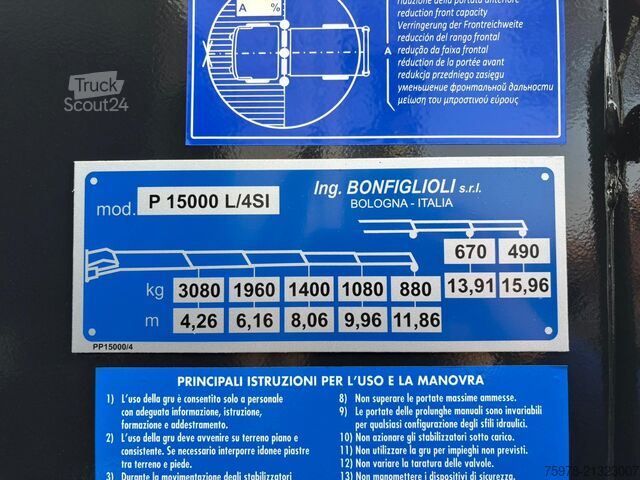 A %
riduzione della portata anteriore
reduction front capacity
Verringerung der Frontreichweite
reducción del rango frontal
A redução da faixa frontal
réduction de la portée avant
redukcja przedniego zasięgu
уменьшение фронтальной дальности
μείωση του μπροστινού εύρους
Truck
Scout24
mod. P 15000 L/4SI
Ing. BONFIGLIOLI s.r.l.
BOLOGNA - ITALIA
670 490
kg 3080 1960 1400 1080 880 13,91 15,96
m 4,26 6,16 8,06 9,96 11,86
PP15000/4
PRINCIPALI ISTRUZIONI PER L'USO E LA MANOVRA
1) L'uso della gru è consentito solo a personale
con adeguata informazione, istruzione,
formazione e addestramento.
2) L'uso della gru deve avvenire su terreno piano e
consistente. Se necessario interporre idonee piastre
tra terreno e piede.
3) Durante la movimentazione degli stabilizzatori
8) Non superare le portate massime ammesse.
9) Le portate delle prolunghe manuali sono invariabili
per qualsiasi configurazione degli sfili idraulici.
10) Non azionare gli stabilizzatori sotto carico.
11) Non utilizzare la gru per impieghi non previsti.
12) Non variare la taratura delle valvole.
13) Non manomettere i dispositivi di sicurezza.
75978-21323007